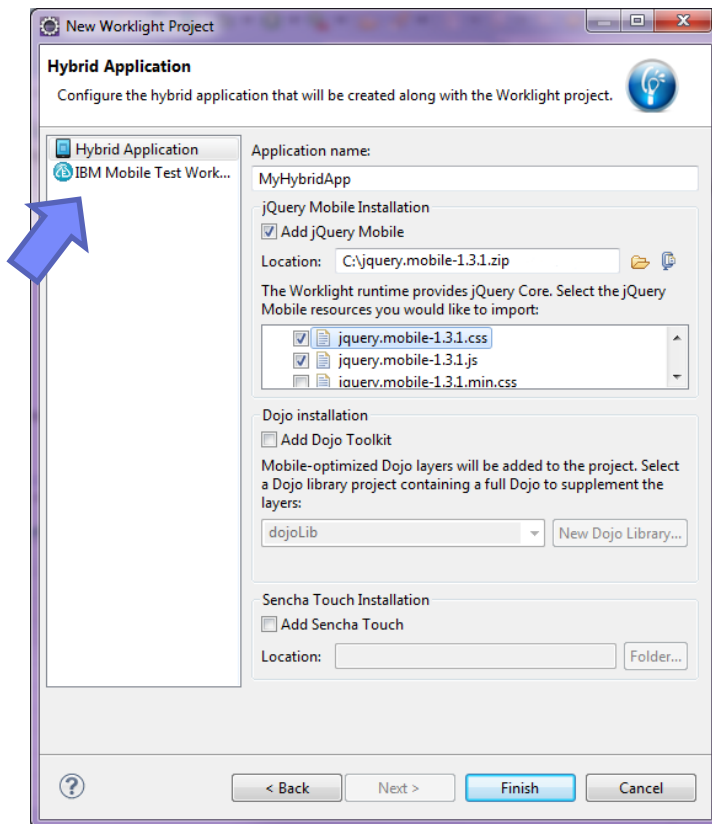 New Worklight Project
Hybrid Application
Configure the hybrid application that will be created along with the Worklight project.
Hybrid Application
IBM Mobile Test Work...
Application name:
MyHybridApp
jQuery Mobile Installation
Add jQuery Mobile
Location: C:\jquery.mobile-1.3.1.zip
The Worklight runtime provides jQuery Core. Select the jQuery
Mobile resources you would like to import:
jquery.mobile-1.3.1.css
jquery.mobile-1.3.1.js
jquery.mobile-1.3.1.min.css
Dojo installation
Add Dojo Toolkit
Mobile-optimized Dojo layers will be added to the project. Select
a Dojo library project containing a full Dojo to supplement the
layers:
dojoLib New Dojo Library...
Sencha Touch Installation
Add Sencha Touch
Location: Folder...
? < Back Next > Finish Cancel